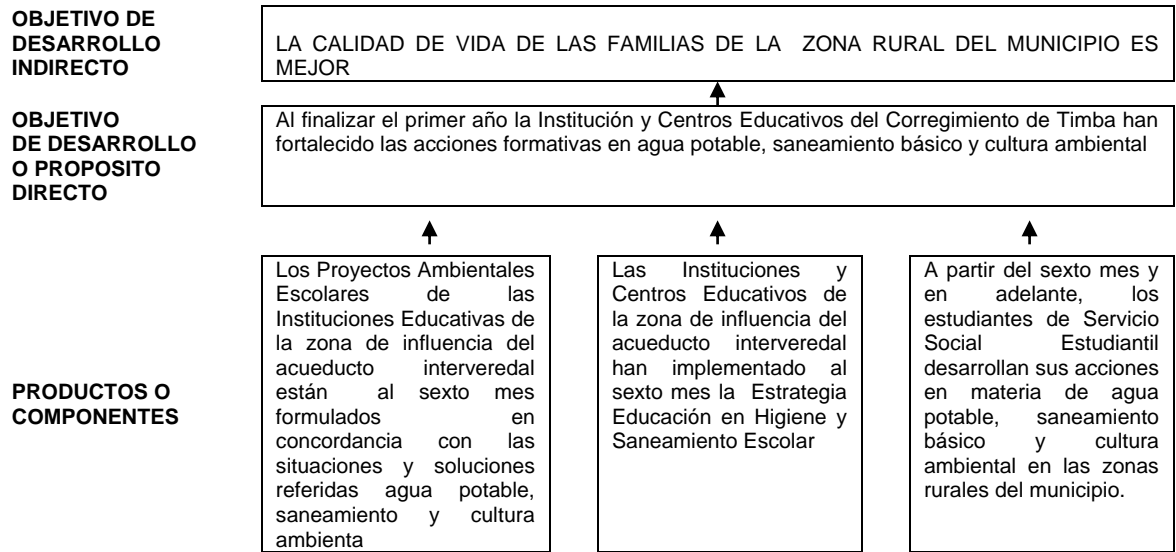 OBJETIVO DE
DESARROLLO
INDIRECTO
LA CALIDAD DE VIDA DE LAS FAMILIAS DE LA ZONA RURAL DEL MUNICIPIO ES
MEJOR
OBJETIVO
DE DESARROLLO
O PROPOSITO
DIRECTO
Al finalizar el primer año la Institución y Centros Educativos del Corregimiento de Timba han
fortalecido las acciones formativas en agua potable, saneamiento básico y cultura ambiental
PRODUCTOS O
COMPONENTES
Los Proyectos Ambientales
Escolares de las
Instituciones Educativas de
la zona de influencia del
acueducto interveredal
están al sexto mes
formulados en
concordancia con las
situaciones y soluciones
referidas agua potable,
saneamiento y cultura
ambienta
Las Instituciones y
Centros Educativos de
la zona de influencia del
acueducto interveredal
han implementado al
sexto mes la Estrategia
Educación en Higiene y
Saneamiento Escolar
A partir del sexto mes y
en adelante, los
estudiantes de Servicio
Social Estudiantil
desarrollan sus acciones
en materia de agua
potable, saneamiento
básico y cultura
ambiental en las zonas
rurales del municipio.